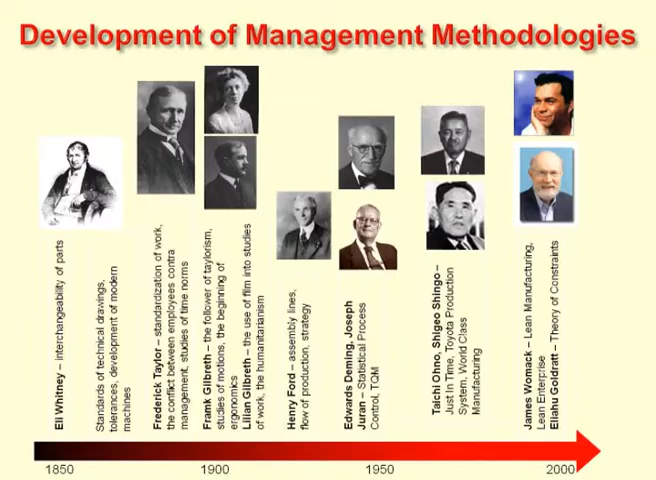 Development of Management Methodologies
Eli Whitney – interchangeability of parts
Standards of technical drawings,
tolerances, development of modern
machines
Frederick Taylor – standardization of work,
the conflict between employees contra
management, studies of time norms
Frank Gilbreth – the follower of taylorism,
studies of motions, the beginning of
ergonomics
Lilian Gilbreth – the use of film into studies
of work, the humanitarianism
Henry Ford – assembly lines,
flow of production, strategy
Edwards Deming, Joseph
Juran – Statistical Process
Control, TQM
Taichi Ohno, Shigeo Shingo –
Just In Time, Toyota Production
System, World Class
Manufacturing
James Womack – Lean Manufacturing,
Lean Enterprise
Eliahu Goldratt – Theory of Constraints
1850
1900
1950
2000